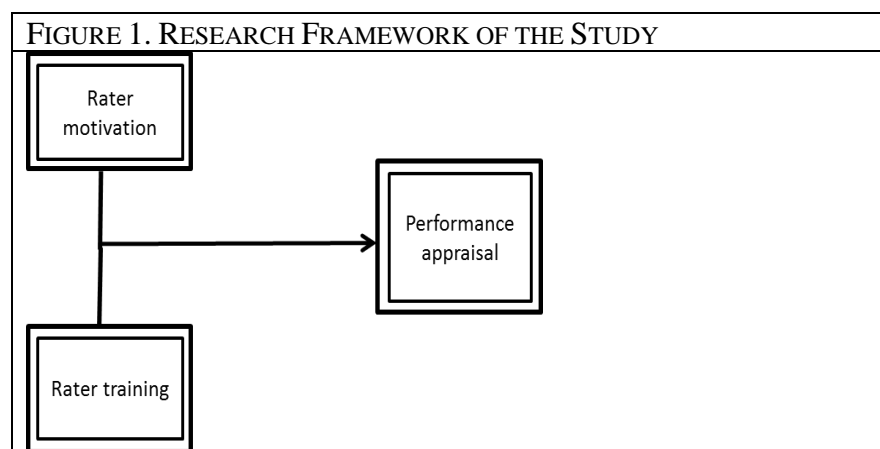 FIGURE 1. RESEARCH FRAMEWORK OF THE STUDY
Rater
motivation
Performance
appraisal
Rater training